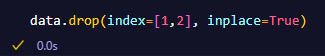 data.drop(index=[1,2], inplace=True)
✓ 0.0s